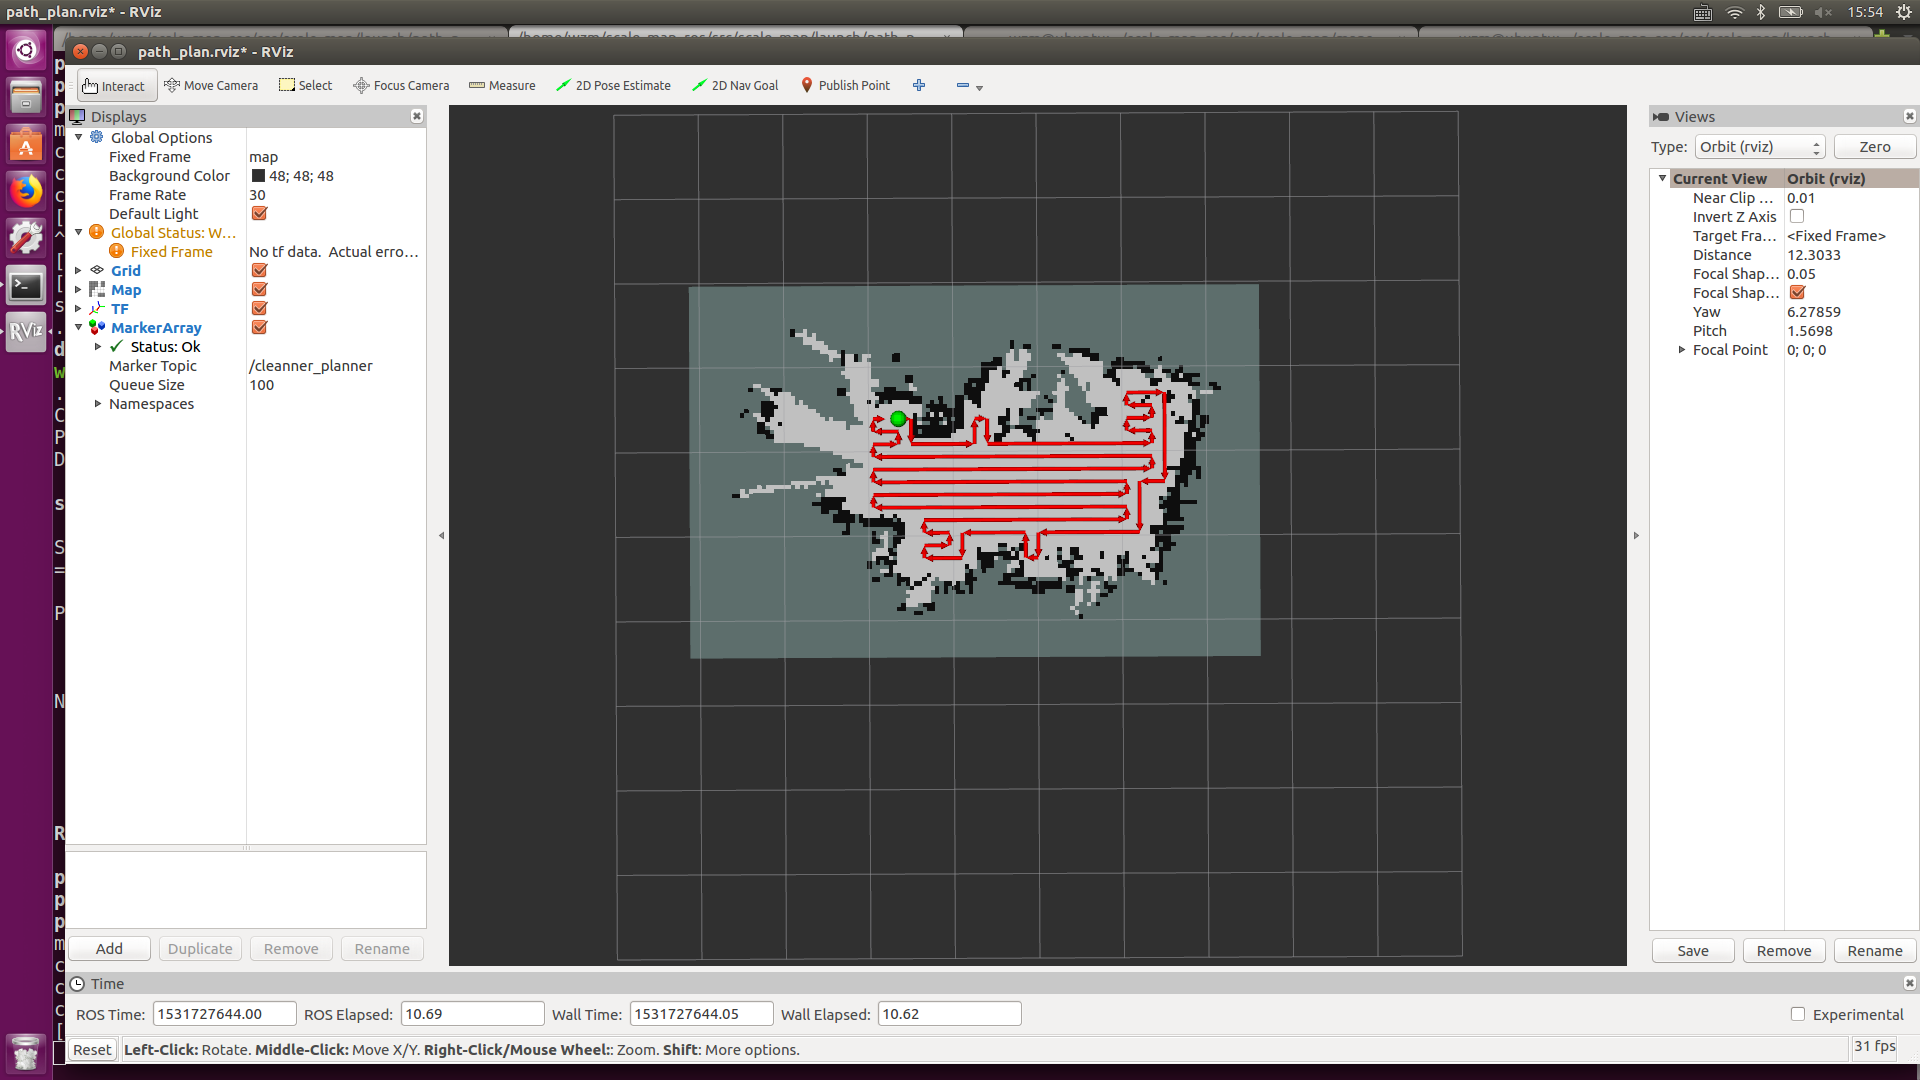 path_plan.rviz* - RViz
15:54
path_plan.rviz* - RViz
Interact
Move Camera
Select
Focus Camera
Measure
2D Pose Estimate
2D Nav Goal
Publish Point
Displays
Global Options
Fixed Frame map
Background Color 48; 48; 48
Frame Rate 30
Default Light
Global Status: W...
Fixed Frame No tf data. Actual erro...
Grid
Map
TF
MarkerArray
Status: Ok
Marker Topic /cleanner_planner
Queue Size 100
Namespaces
Add
Duplicate
Remove
Rename
Views
Type: Orbit (rviz) Zero
Current View Orbit (rviz)
Near Clip ... 0.01
Invert Z Axis
Target Fra... <Fixed Frame>
Distance 12.3033
Focal Shap... 0.05
Focal Shap...
Yaw 6.27859
Pitch 1.5698
Focal Point 0; 0; 0
Save
Remove
Rename
RViz
Time
ROS Time: 1531727644.00 ROS Elapsed: 10.69 Wall Time: 1531727644.05 Wall Elapsed: 10.62 Experimental
Reset Left-Click: Rotate. Middle-Click: Move X/Y. Right-Click/Mouse Wheel:: Zoom. Shift: More options. 31 fps